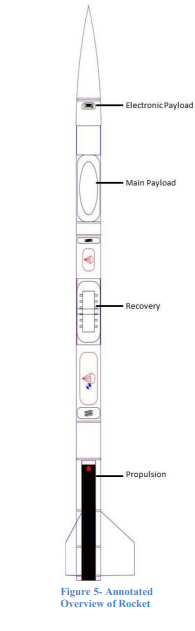 Electronic Payload
Main Payload
Recovery
Propulsion
Figure 5- Annotated
Overview of Rocket